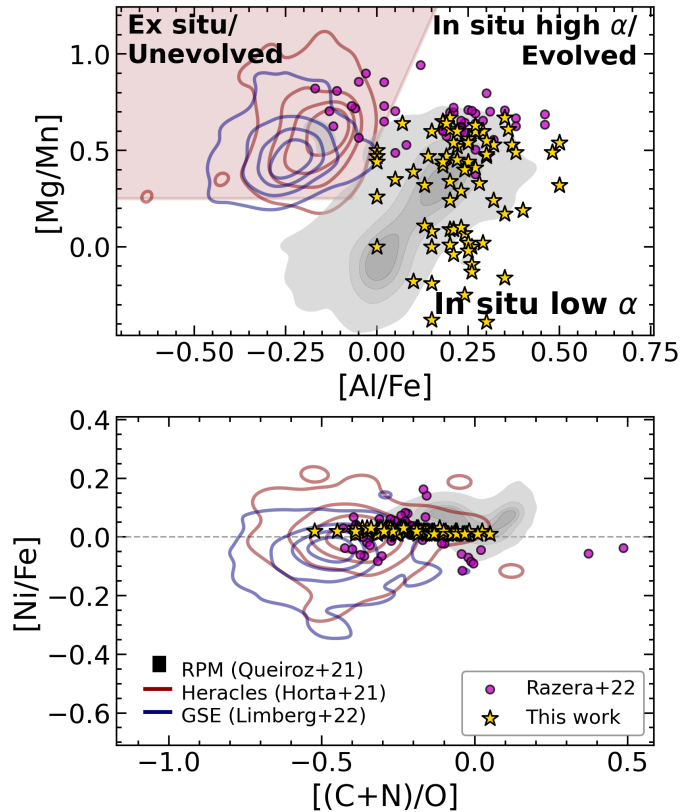 Ex situ/
Unevolved
In situ high α/
Evolved
In situ low α
1.0
0.5
0.0
[Mg/Mn]
−0.50 −0.25 0.00 0.25 0.50 0.75
[Al/Fe]
0.4
0.2
0.0
−0.2
−0.4
−0.6
[Ni/Fe]
RPM (Queiroz+21)
Heracles (Horta+21)
GSE (Limberg+22)
Razera+22
This work
−1.0 −0.5 0.0 0.5
[(C+N)/O]